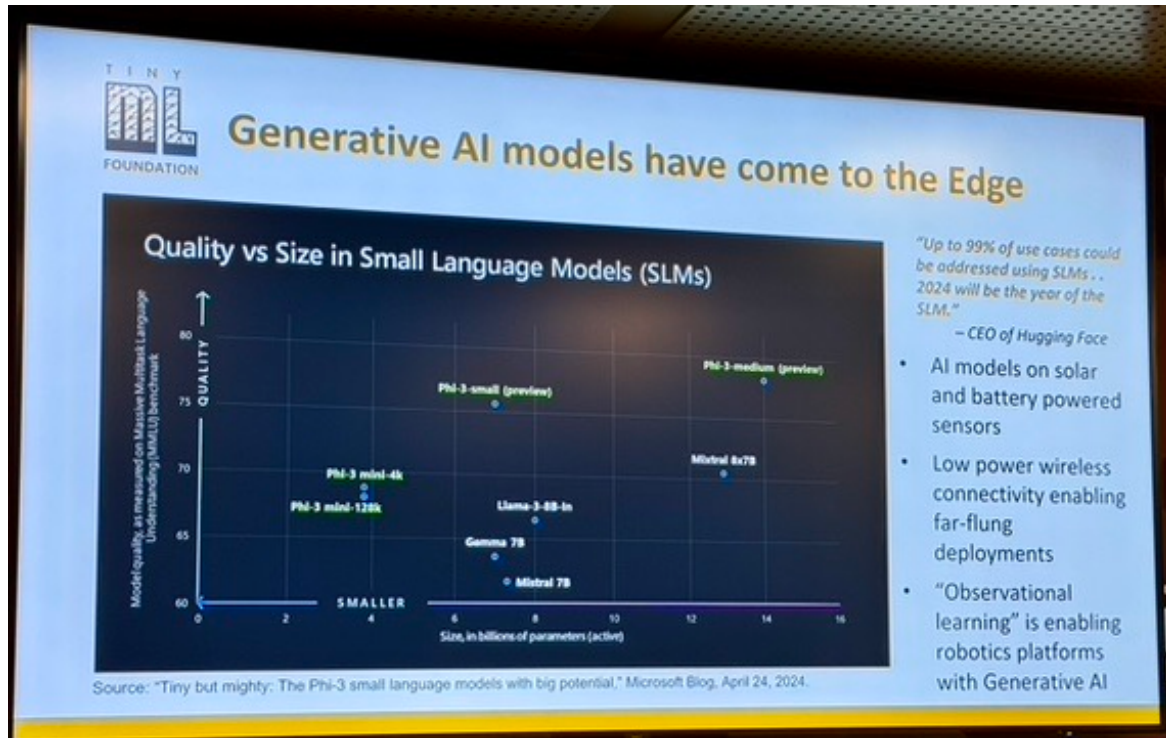 TINY
ML
FOUNDATION
Generative AI models have come to the Edge
Quality vs Size in Small Language Models (SLMs)
Model quality, as measured on Massive Multitask Language
Understanding (MMLU) benchmark
QUALITY
80
75
70
65
60
Phi-3-medium (preview)
Phi-3-small (preview)
Mixtral 8x7B
Phi-3 mini-4k
Phi-3 mini-128k
Llama-3-8B-In
Gemma 7B
Mistral 7B
SMALLER
0 2 4 6 8 10 12 14 16
Size, in billions of parameters (active)
Source: "Tiny but mighty: The Phi-3 small language models with big potential," Microsoft Blog, April 24, 2024.
"Up to 99% of use cases could
be addressed using SLMs . .
2024 will be the year of the
SLM."
– CEO of Hugging Face
• AI models on solar
and battery powered
sensors
• Low power wireless
connectivity enabling
far-flung
deployments
• "Observational
learning" is enabling
robotics platforms
with Generative AI